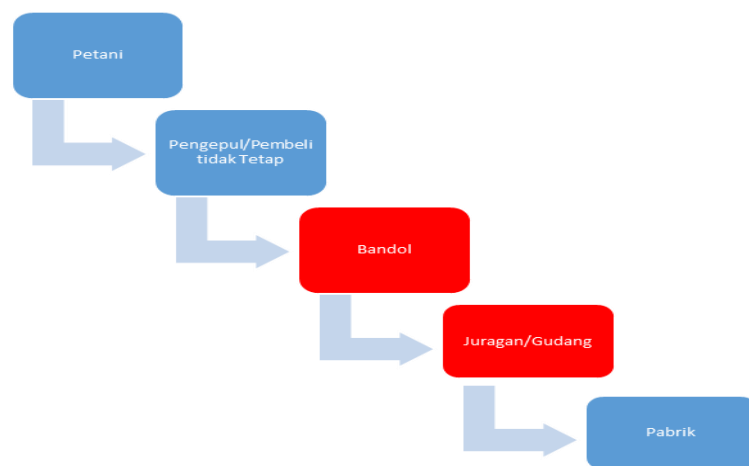 Petani
Pengepul/Pembeli
tidak Tetap
Bandol
Juragan/Gudang
Pabrik